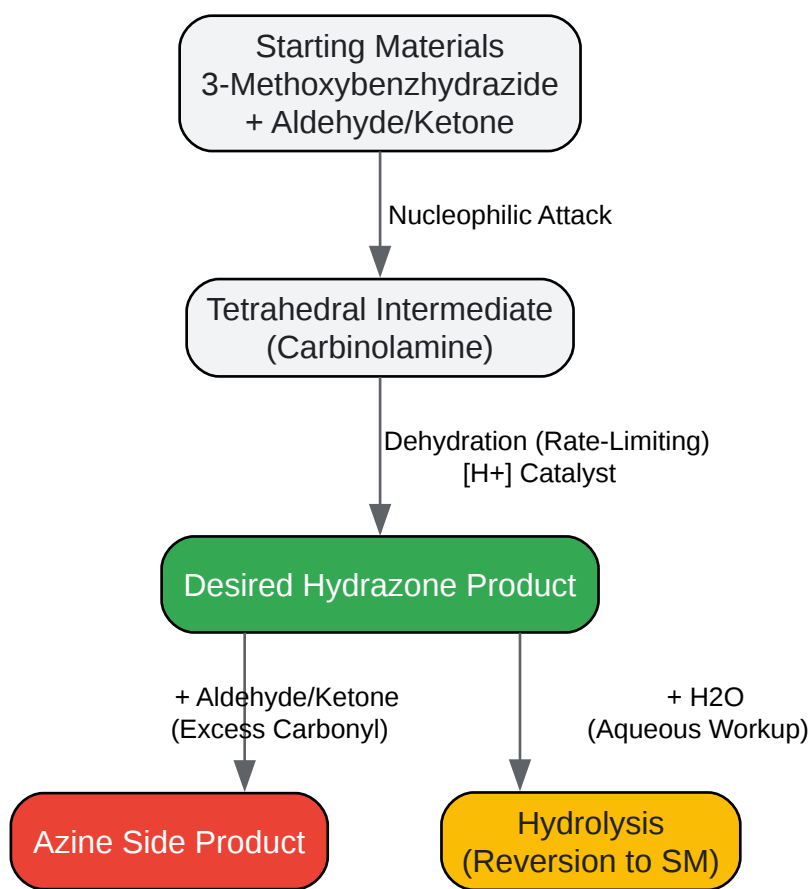 Starting Materials
3-Methoxybenzhydrazide
+ Aldehyde/Ketone
Nucleophilic Attack
Tetrahedral Intermediate
(Carbinolamine)
Dehydration (Rate-Limiting)
[H+] Catalyst
Desired Hydrazone Product
+ Aldehyde/Ketone
(Excess Carbonyl)
+ H2O
(Aqueous Workup)
Azine Side Product
Hydrolysis
(Reversion to SM)